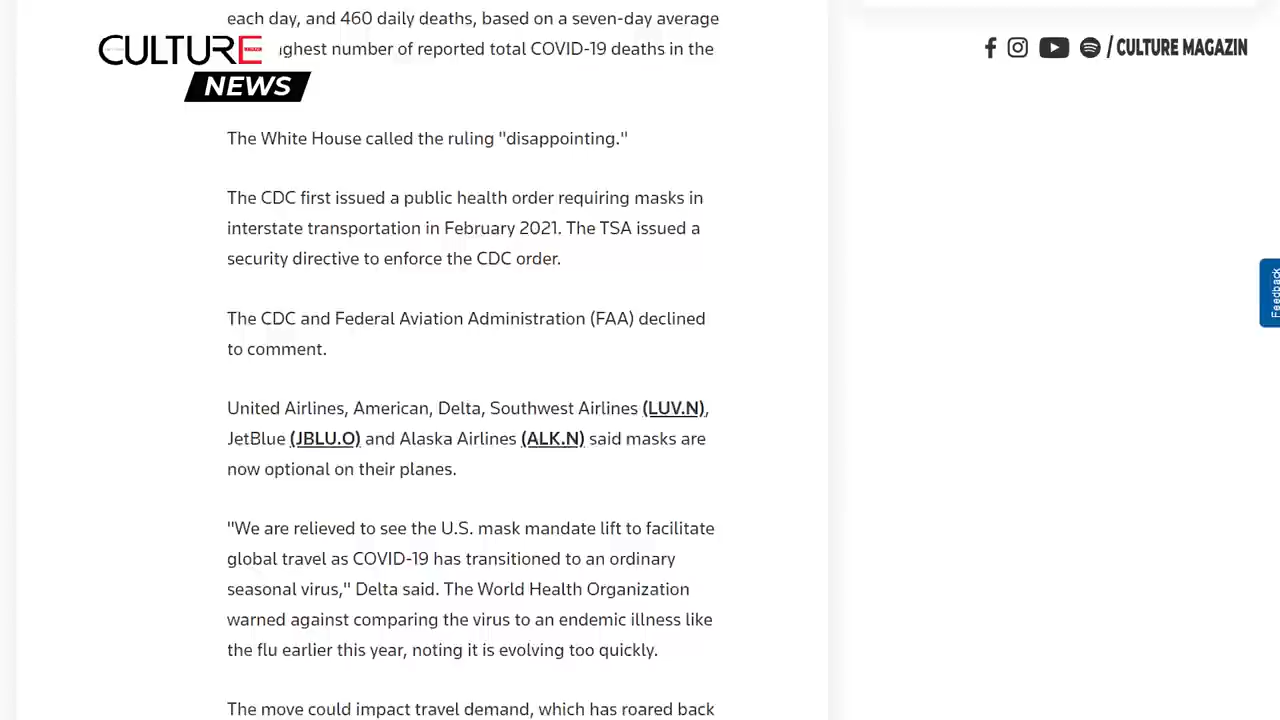 each day, and 460 daily deaths, based on a seven-day average
CULTURE
ghest number of reported total COVID-19 deaths in the
/ CULTURE MAGAZIN
NEWS
The White House called the ruling "disappointing."
The CDC first issued a public health order requiring masks in
interstate transportation in February 2021. The TSA issued a
security directive to enforce the CDC order.
Feedback
The CDC and Federal Aviation Administration (FAA) declined
to comment.
United Airlines, American, Delta, Southwest Airlines (LUV.N),
JetBlue (JBLU.O) and Alaska Airlines (ALK.N) said masks are
now optional on their planes.
"We are relieved to see the U.S. mask mandate lift to facilitate
global travel as COVID-19 has transitioned to an ordinary
seasonal virus," Delta said. The World Health Organization
warned against comparing the virus to an endemic illness like
the flu earlier this year, noting it is evolving too quickly.
The move could impact travel demand, which has roared back